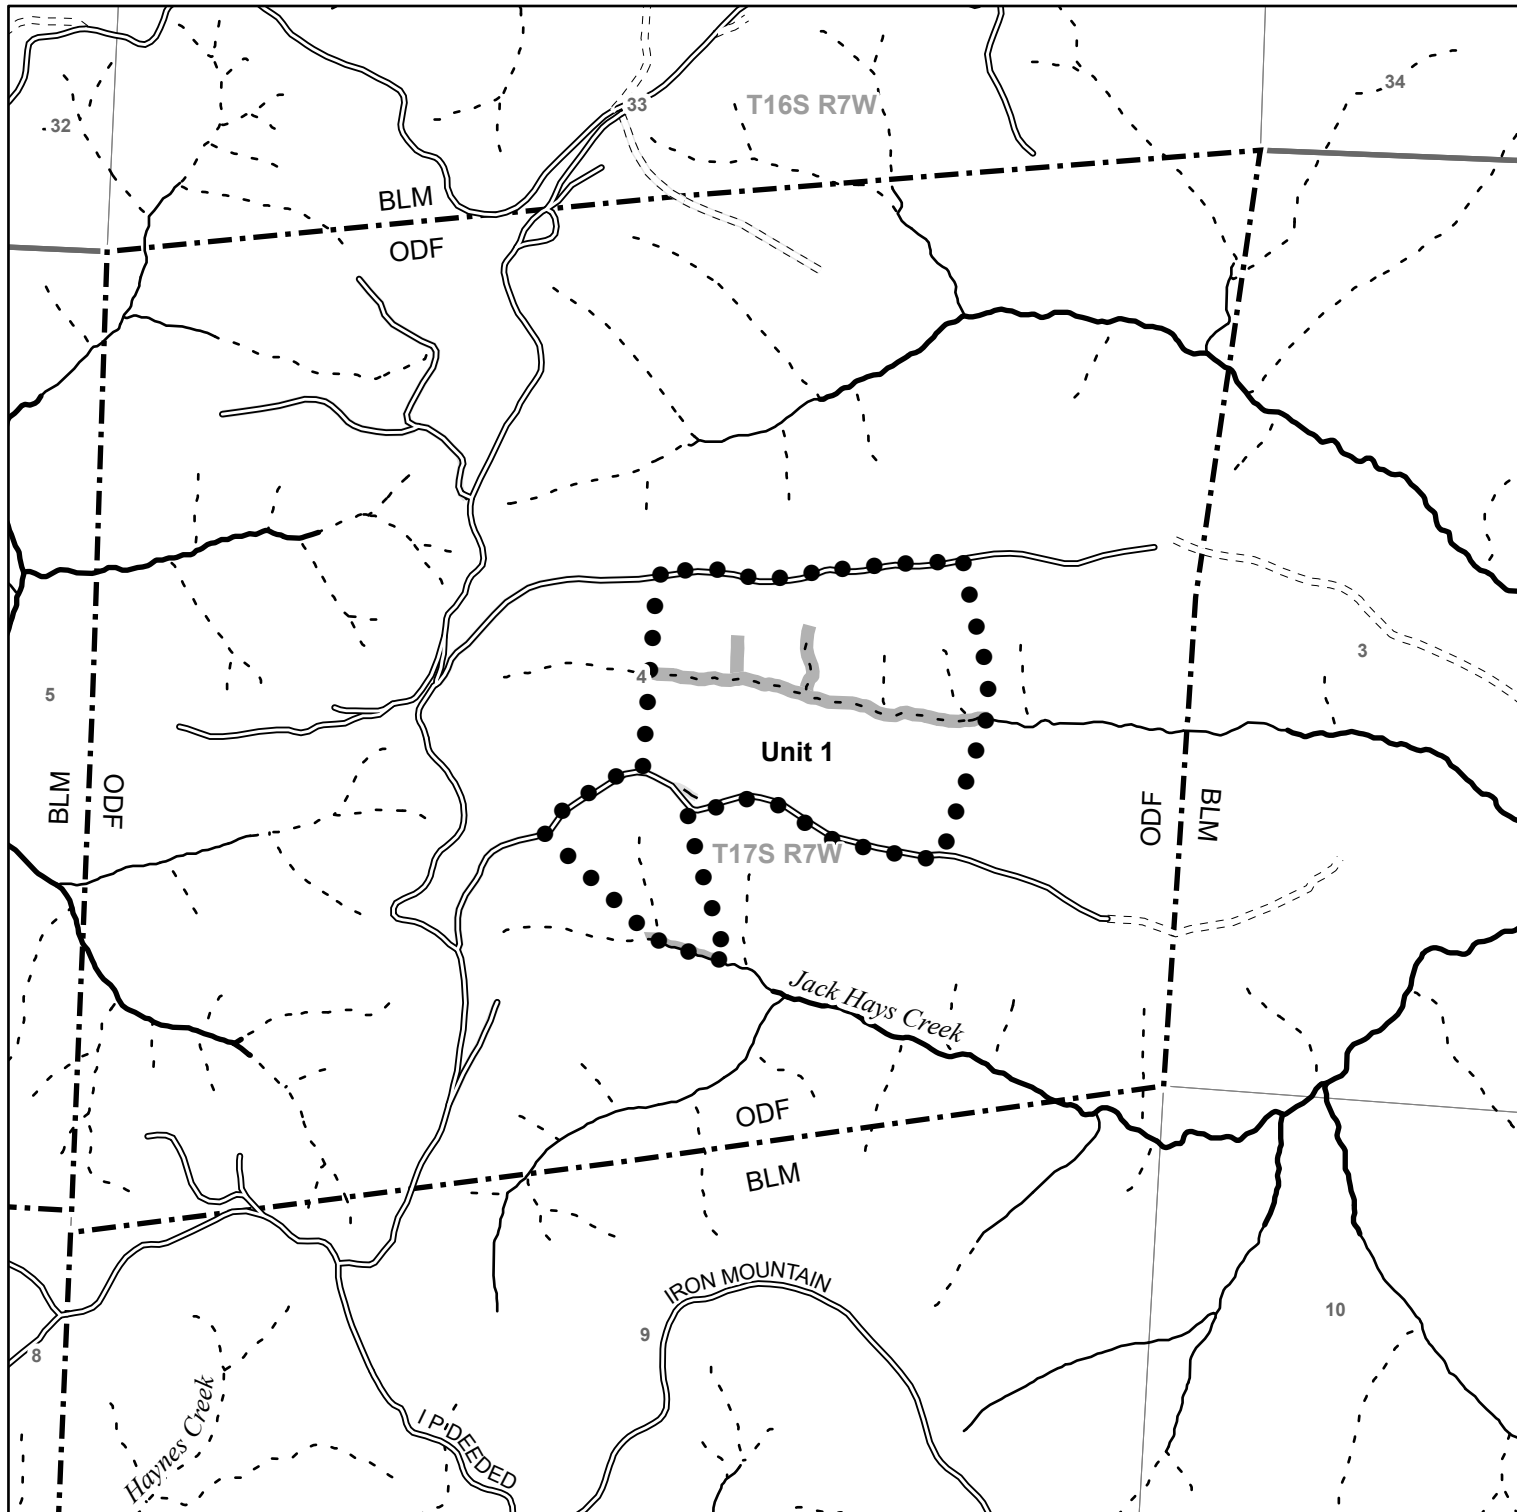 33
T16S R7W
34
32
BLM
ODF
3
4
5
Unit 1
BLM
ODF
ODF
BLM
T17S R7W
Jack Hays Creek
ODF
BLM
IRON MOUNTAIN
10
9
8
Haynes Creek
I P DEEDED